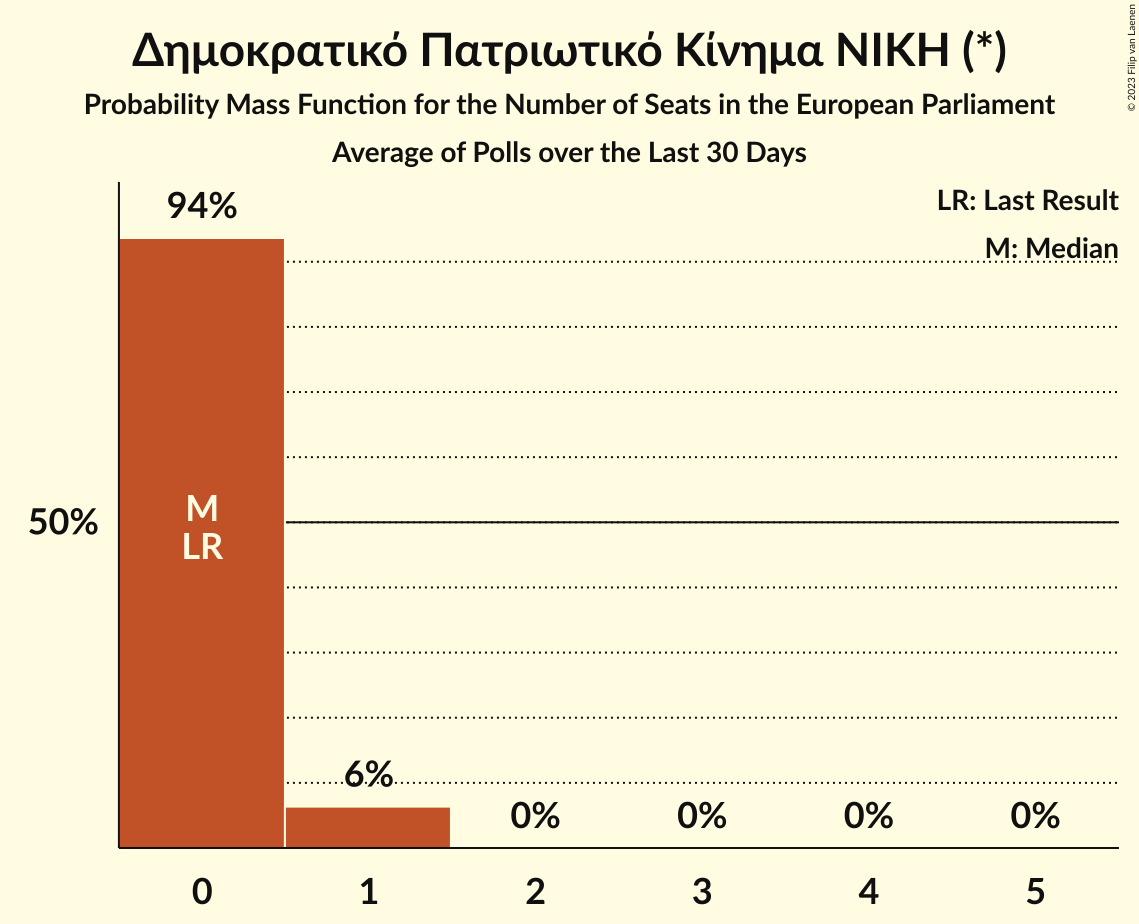 Δημοκρατικό Πατριωτικό Κίνημα ΝΙΚΗ (*)
Probability Mass Function for the Number of Seats in the European Parliament
Average of Polls over the Last 30 Days
© 2023 Filip van Laenen
LR: Last Result
M: Median
94%
50%
M
LR
6%
0% 0% 0% 0%
0 1 2 3 4 5